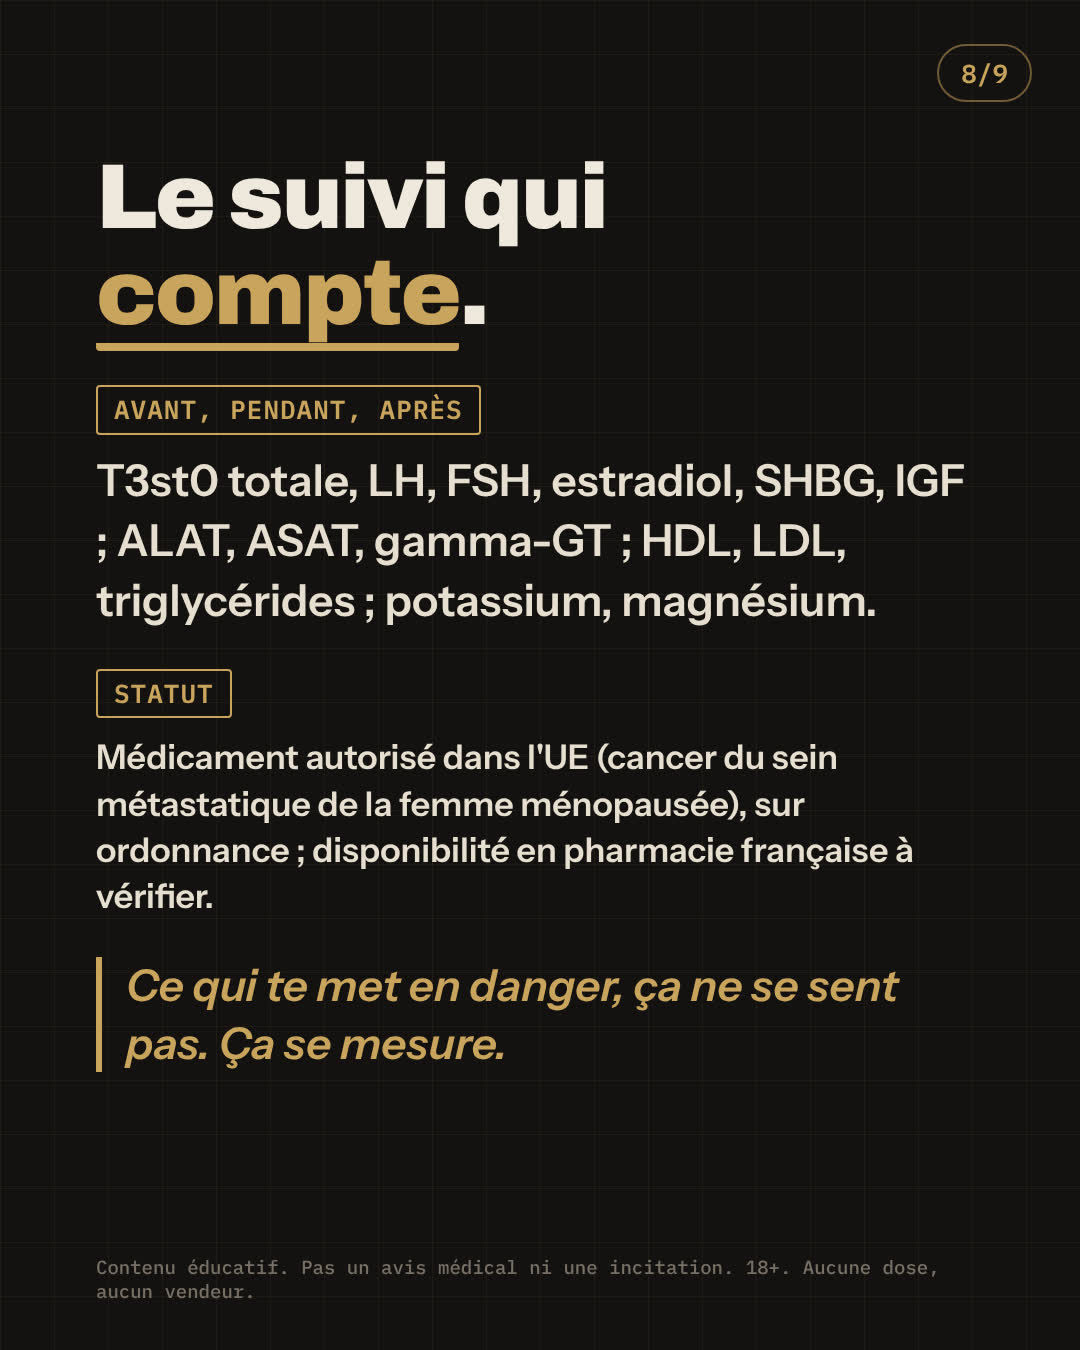 8/9
Le suivi qui
compte.
AVANT, PENDANT, APRÈS
T3st0 totale, LH, FSH, estradiol, SHBG, IGF
; ALAT, ASAT, gamma-GT ; HDL, LDL,
triglycérides ; potassium, magnésium.
STATUT
Médicament autorisé dans l'UE (cancer du sein
métastatique de la femme ménopausée), sur
ordonnance ; disponibilité en pharmacie française à
vérifier.
Ce qui te met en danger, ça ne se sent
pas. Ça se mesure.
Contenu éducatif. Pas un avis médical ni une incitation. 18+. Aucune dose,
aucun vendeur.